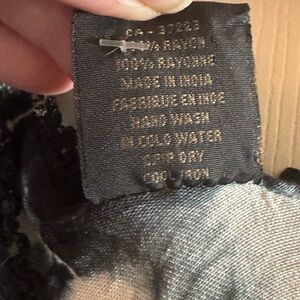 CA - 37223
% RAYON
100% RAYONNE
MADE IN INDIA
FABRIQUE EN INDE
HAND WASH
IN COLD WATER
DRIP DRY
COOL IRON